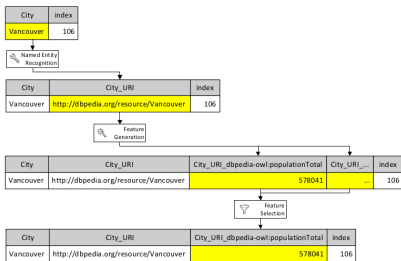 City index
Vancouver 106
Named Entity
Recognition
City City_URI index
Vancouver http://dbpedia.org/resource/Vancouver 106
Feature
Generation
City City_URI City_URI_dbpedia-owl:populationTotal City_URI_... index
Vancouver http://dbpedia.org/resource/Vancouver 578041 ... 106
Feature
Selection
City City_URI City_URI_dbpedia-owl:populationTotal index
Vancouver http://dbpedia.org/resource/Vancouver 578041 106